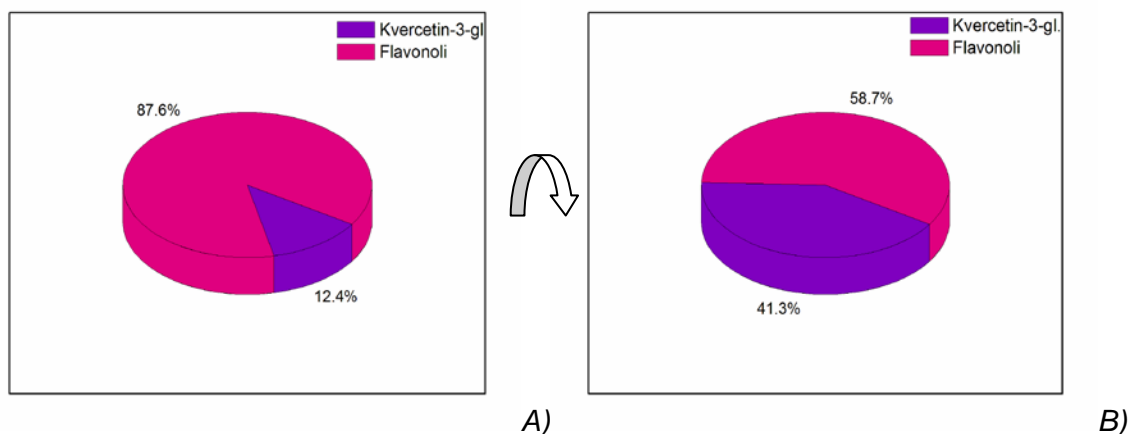 Kvercetin-3-gl
Flavonoli
87.6%
12.4%
A)
Kvercetin-3-gl.
Flavonoli
58.7%
41.3%
B)